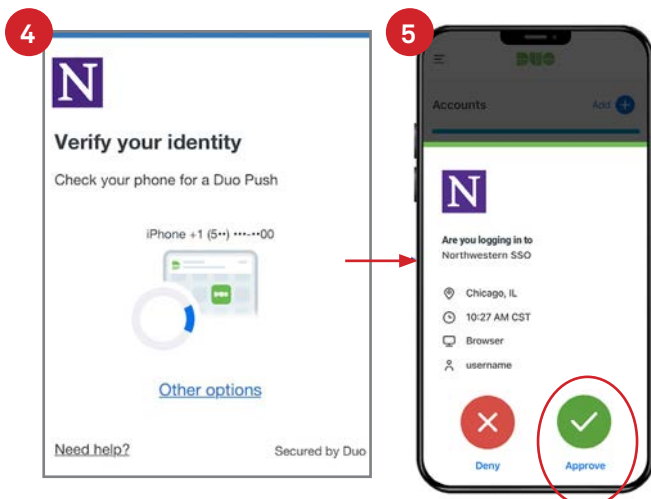 4
N
Verify your identity
Check your phone for a Duo Push
iPhone +1 (5••) •••-••00
DUO
Other options
Need help? Secured by Duo
5
DUO
Accounts Add +
N
Are you logging in to
Northwestern SSO
Chicago, IL
10:27 AM CST
Browser
username
Deny Approve